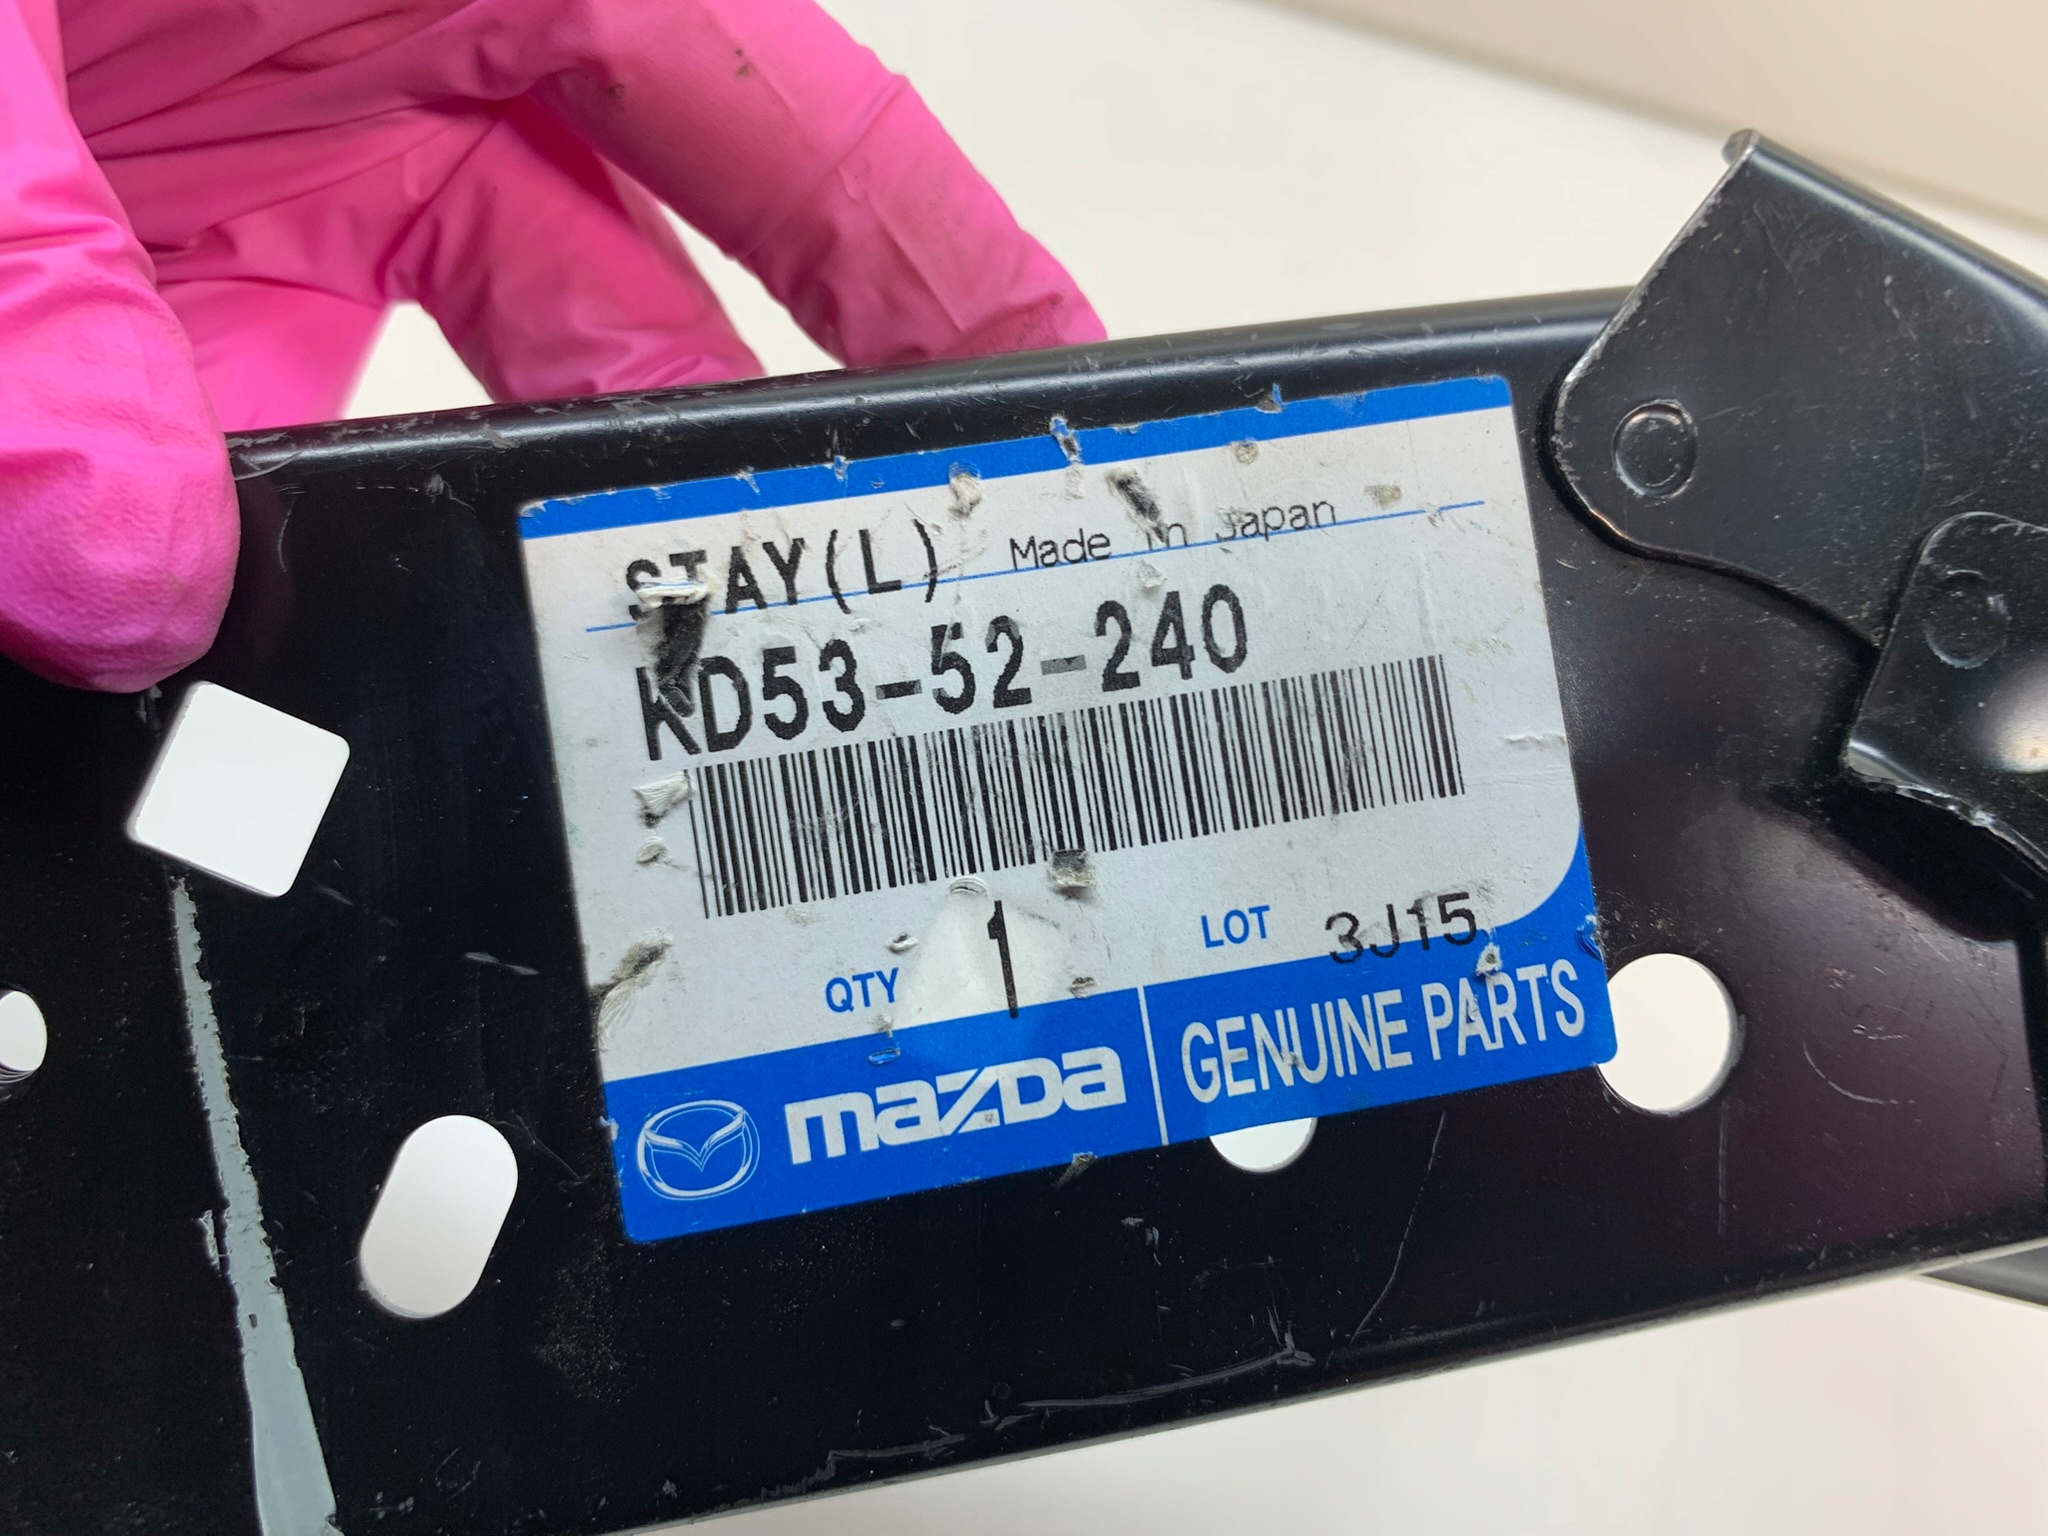 STAY(L) Made in Japan
KD53-52-240
QTY 1 LOT 3J15
mazda GENUINE PARTS